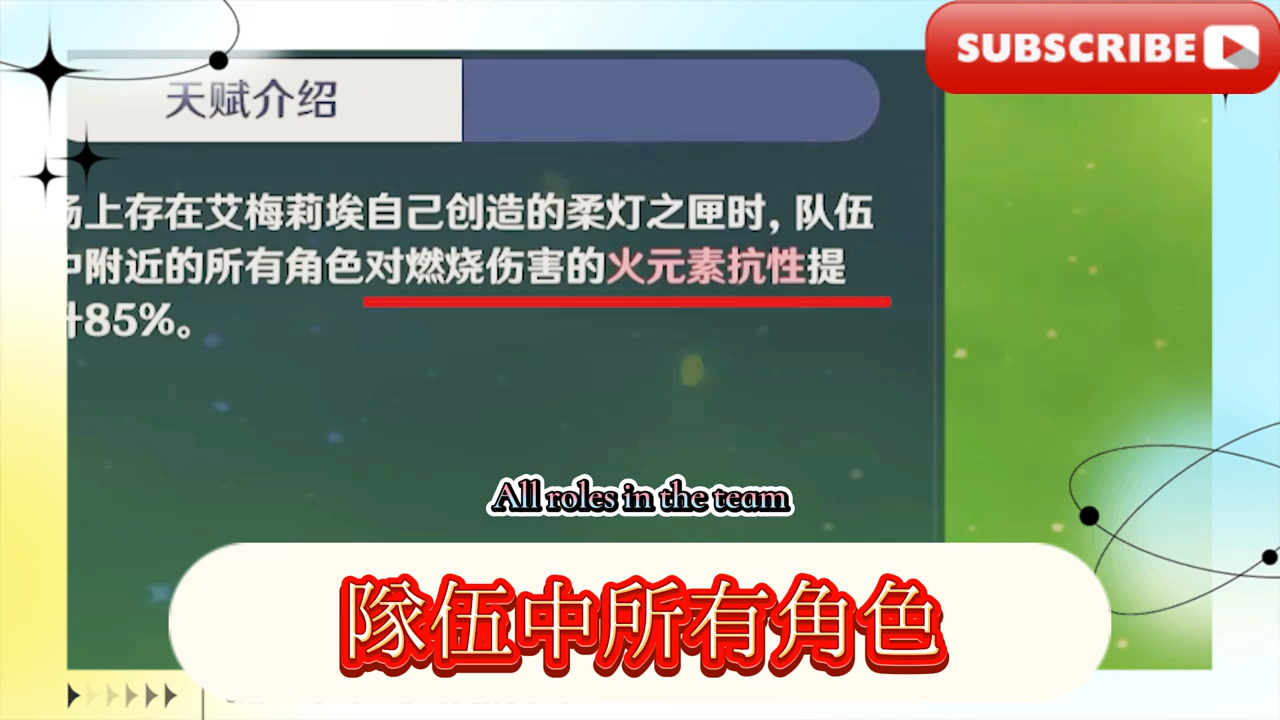 SUBSCRIBE
天赋介绍
场上存在艾梅莉埃自己创造的柔灯之匣时，队伍
中附近的所有角色对燃烧伤害的火元素抗性提
升85%。
All roles in the team
隊伍中所有角色